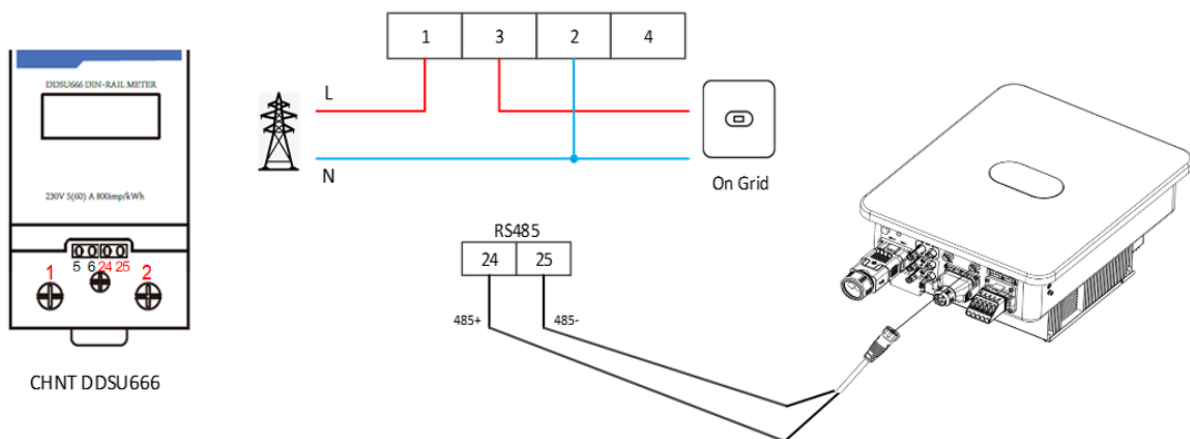 DDSU666 DIN-RAIL METER
230V 5(60) A 800imp/kWh
5 6 24 25
1 2
CHNT DDSU666
1 3 2 4
L
N
On Grid
RS485
24 25
485+ 485-